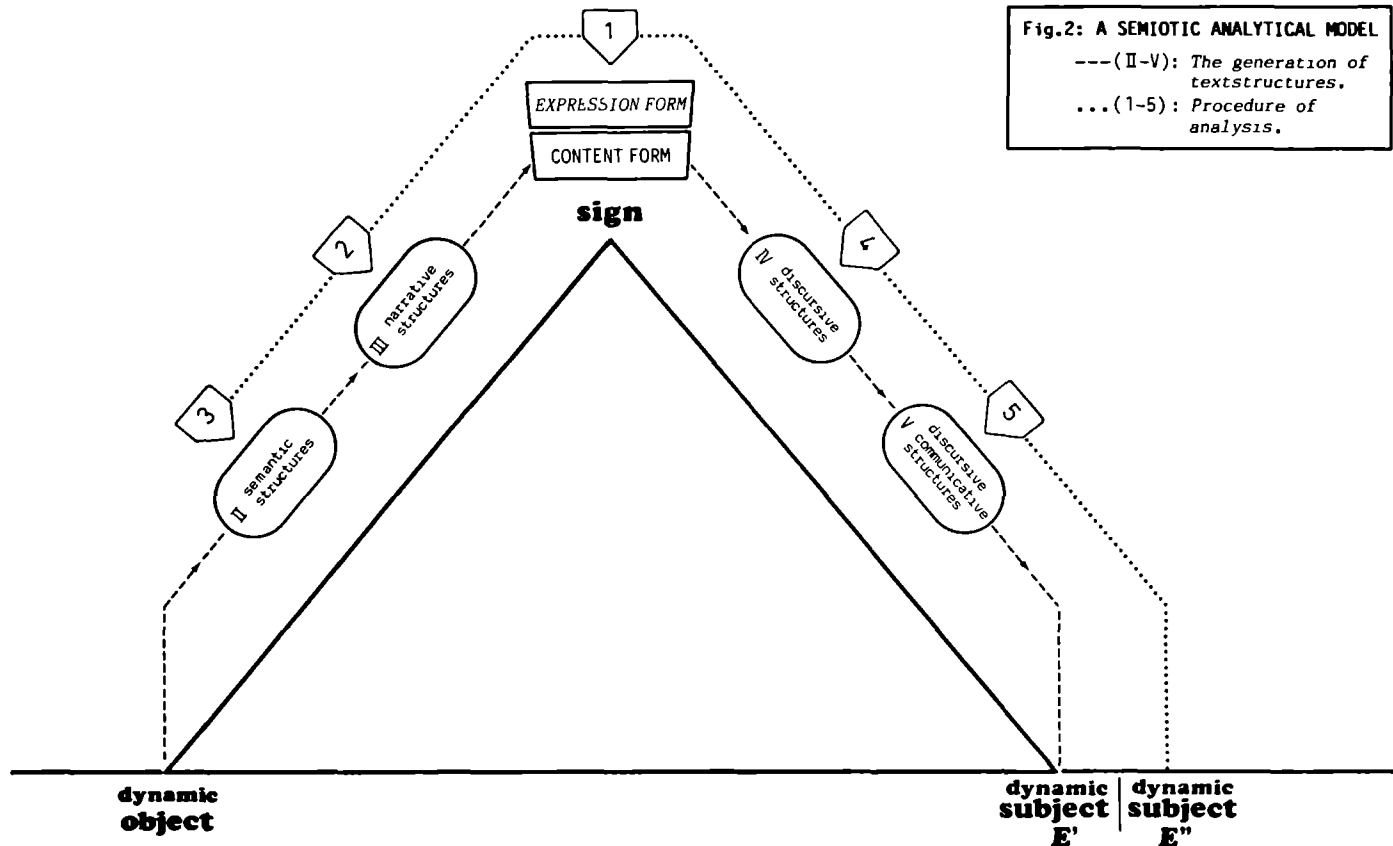 Fig.2: A SEMIOTIC ANALYTICAL MODEL
---(II-V): The generation of
textstructures.
...(1-5): Procedure of
analysis.
1
EXPRESSION FORM
CONTENT FORM
sign
2
III narrative
structures
3
II semantic
structures
4
IV discursive
structures
5
V discursive
communicative
structures
dynamic
object
dynamic
subject
E'
dynamic
subject
E"